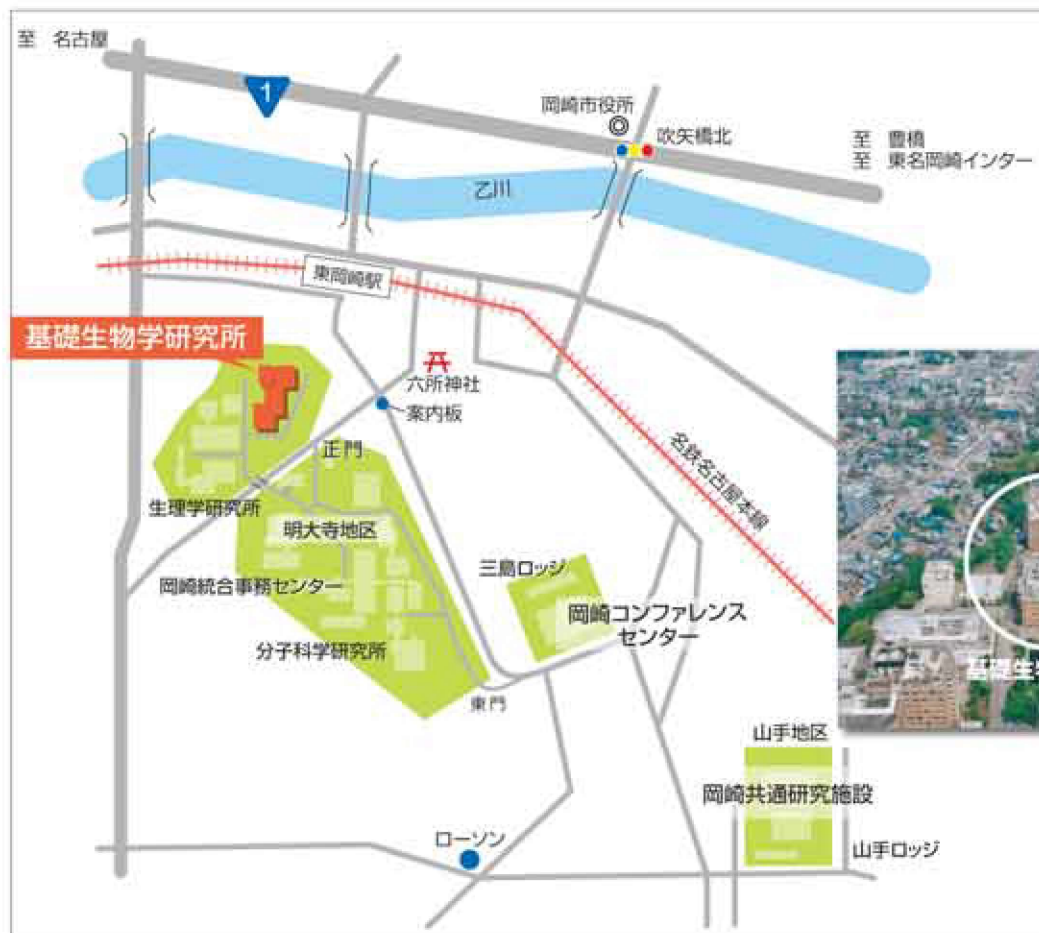 至 名古屋
1
岡崎市役所
吹矢橋北
至 豊橋
至 東名岡崎インター
乙川
東岡崎駅
基礎生物学研究所
六所神社
案内板
正門
名鉄名古屋本線
生理学研究所
明大寺地区
三島ロッジ
岡崎統合事務センター
岡崎コンファレンス
センター
分子科学研究所
東門
基礎生
山手地区
岡崎共通研究施設
ローソン
山手ロッジ